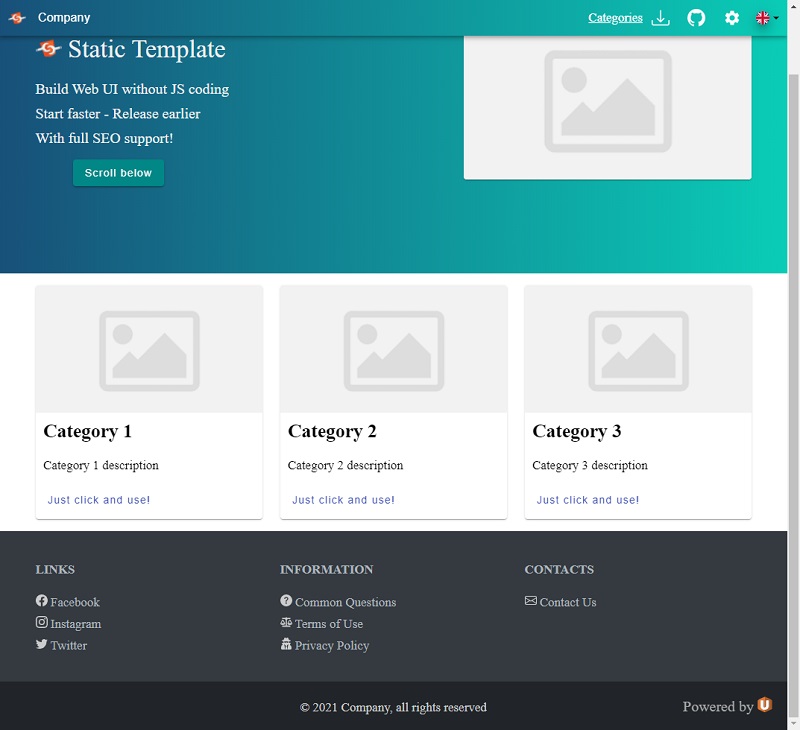 Company
Categories
Static Template
Build Web UI without JS coding
Start faster - Release earlier
With full SEO support!
Scroll below
Category 1
Category 1 description
Just click and use!
Category 2
Category 2 description
Just click and use!
Category 3
Category 3 description
Just click and use!
LINKS
Facebook
Instagram
Twitter
INFORMATION
Common Questions
Terms of Use
Privacy Policy
CONTACTS
Contact Us
© 2021 Company, all rights reserved
Powered by